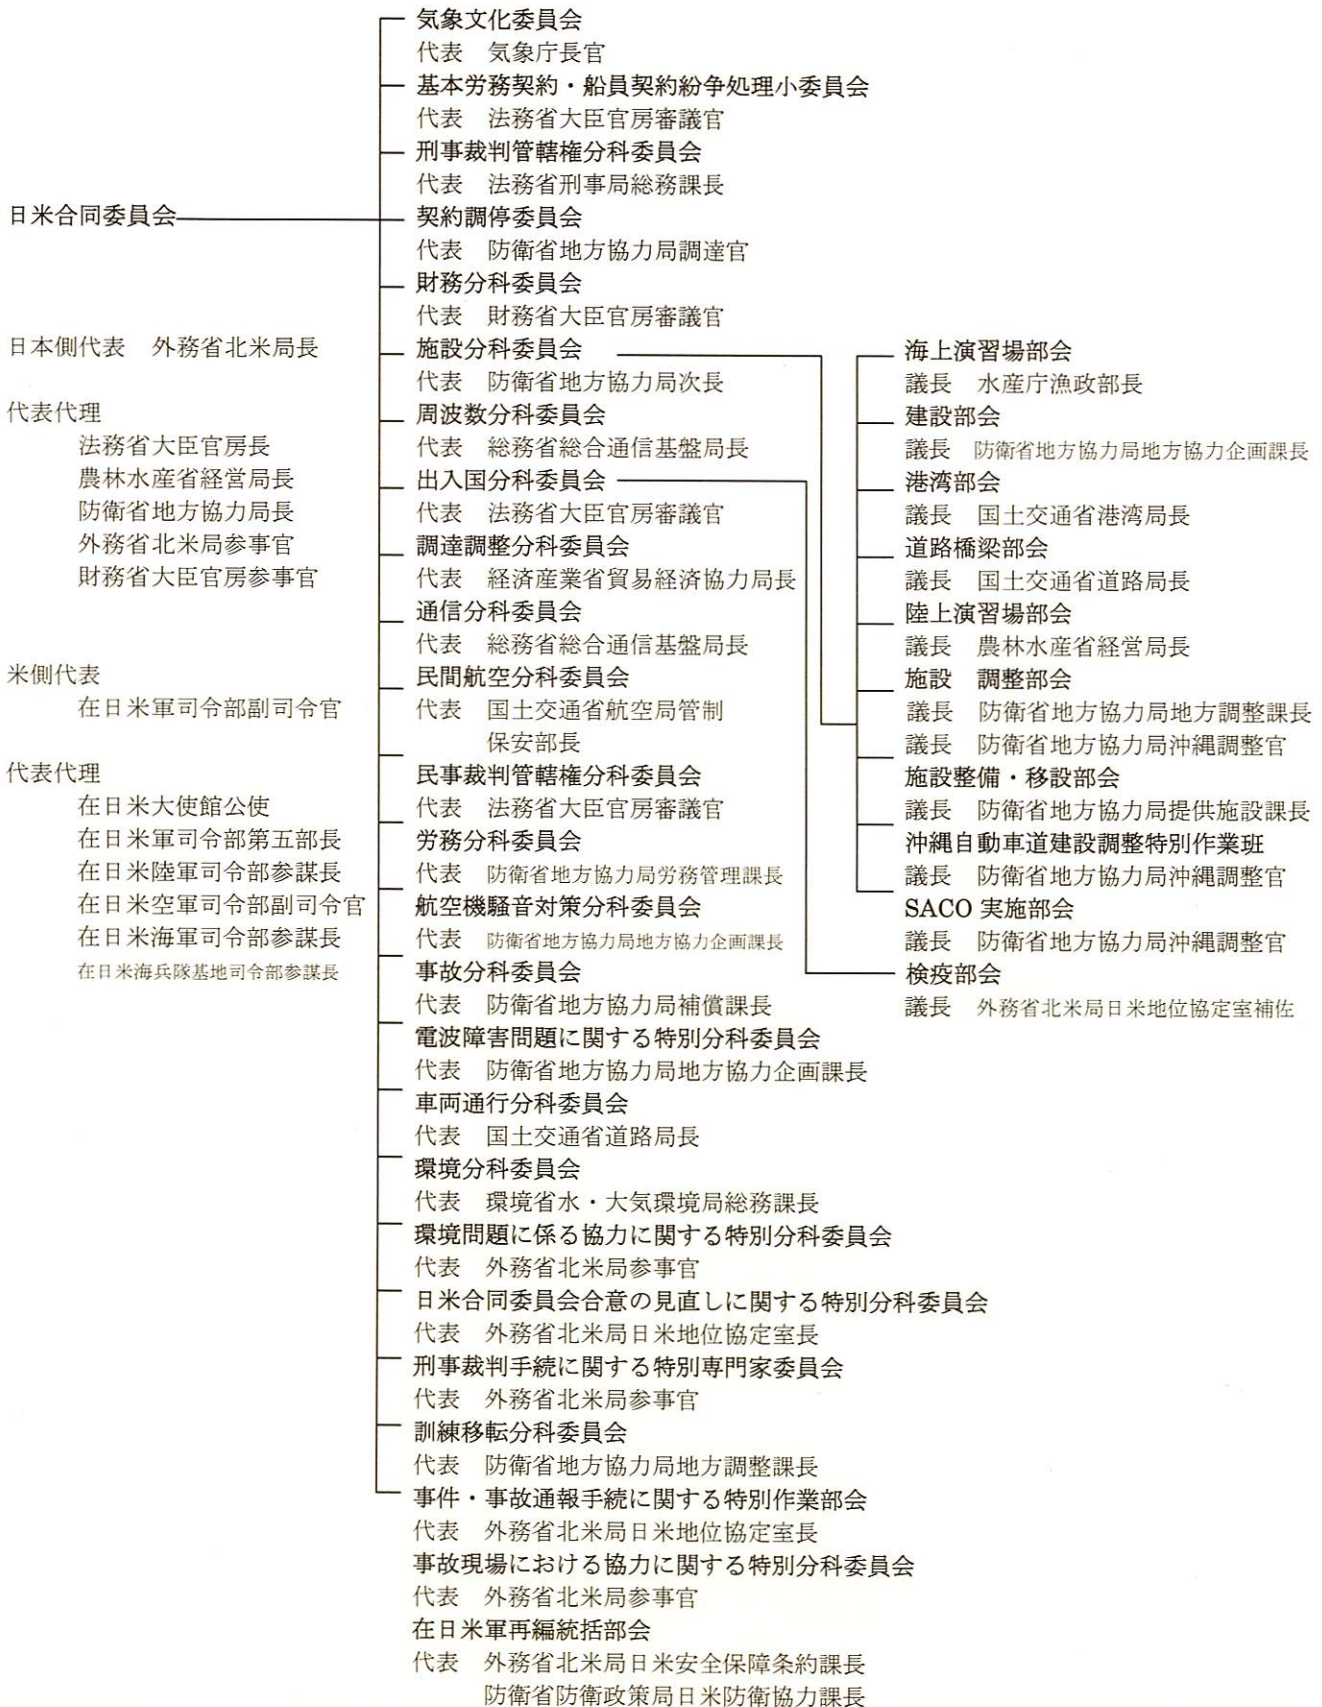 日米合同委員会
日本側代表 外務省北米局長
代表代理
法務省大臣官房長
農林水産省経営局長
防衛省地方協力局長
外務省北米局参事官
財務省大臣官房参事官
米側代表
在日米軍司令部副司令官
代表代理
在日米大使館公使
在日米軍司令部第五部長
在日米陸軍司令部参謀長
在日米空軍司令部副司令官
在日米海軍司令部参謀長
在日米海兵隊基地司令部参謀長
気象文化委員会
代表 気象庁長官
基本労務契約・船員契約紛争処理小委員会
代表 法務省大臣官房審議官
刑事裁判管轄権分科委員会
代表 法務省刑事局総務課長
契約調停委員会
代表 防衛省地方協力局調達官
財務分科委員会
代表 財務省大臣官房審議官
施設分科委員会
代表 防衛省地方協力局次長
周波数分科委員会
代表 総務省総合通信基盤局長
出入国分科委員会
代表 法務省大臣官房審議官
調達調整分科委員会
代表 経済産業省貿易経済協力局長
通信分科委員会
代表 総務省総合通信基盤局長
民間航空分科委員会
代表 国土交通省航空局管制
保安部長
民事裁判管轄権分科委員会
代表 法務省大臣官房審議官
労務分科委員会
代表 防衛省地方協力局労務管理課長
航空機騒音対策分科委員会
代表 防衛省地方協力局地方協力企画課長
事故分科委員会
代表 防衛省地方協力局補償課長
電波障害問題に関する特別分科委員会
代表 防衛省地方協力局地方協力企画課長
車両通行分科委員会
代表 国土交通省道路局長
環境分科委員会
代表 環境省水・大気環境局総務課長
環境問題に係る協力に関する特別分科委員会
代表 外務省北米局参事官
日米合同委員会合意の見直しに関する特別分科委員会
代表 外務省北米局日米地位協定室長
刑事裁判手続に関する特別専門家委員会
代表 外務省北米局参事官
訓練移転分科委員会
代表 防衛省地方協力局地方調整課長
事件・事故通報手続に関する特別作業部会
代表 外務省北米局日米地位協定室長
事故現場における協力に関する特別分科委員会
代表 外務省北米局参事官
在日米軍再編統括部会
代表 外務省北米局日米安全保障条約課長
防衛省防衛政策局日米防衛協力課長
海上演習場部会
議長 水産庁漁政部長
建設部会
議長 防衛省地方協力局地方協力企画課長
港湾部会
議長 国土交通省港湾局長
道路橋梁部会
議長 国土交通省道路局長
陸上演習場部会
議長 農林水産省経営局長
施設 調整部会
議長 防衛省地方協力局地方調整課長
議長 防衛省地方協力局沖縄調整官
施設整備・移設部会
議長 防衛省地方協力局提供施設課長
沖縄自動車道建設調整特別作業班
議長 防衛省地方協力局沖縄調整官
SACO 実施部会
議長 防衛省地方協力局沖縄調整官
検疫部会
議長 外務省北米局日米地位協定室補佐